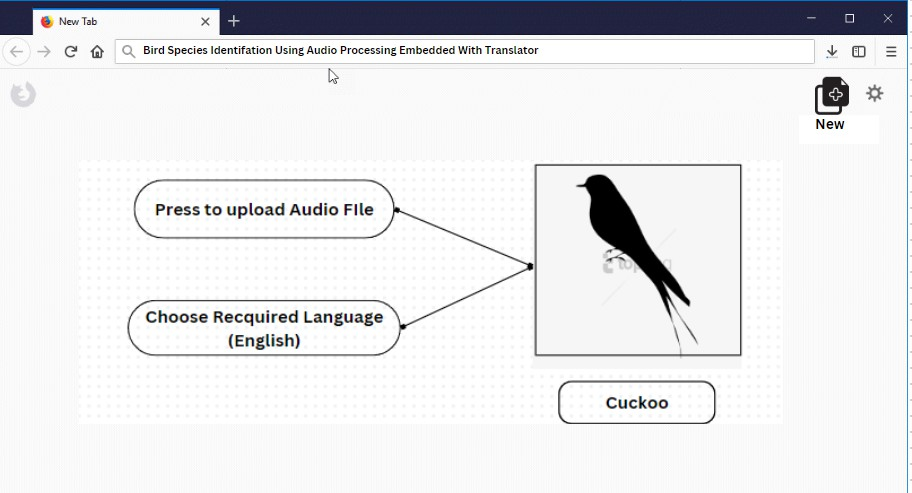 New Tab
Bird Species Identifation Using Audio Processing Embedded With Translator
New
Press to upload Audio FIle
Choose Recquired Language
(English)
Cuckoo